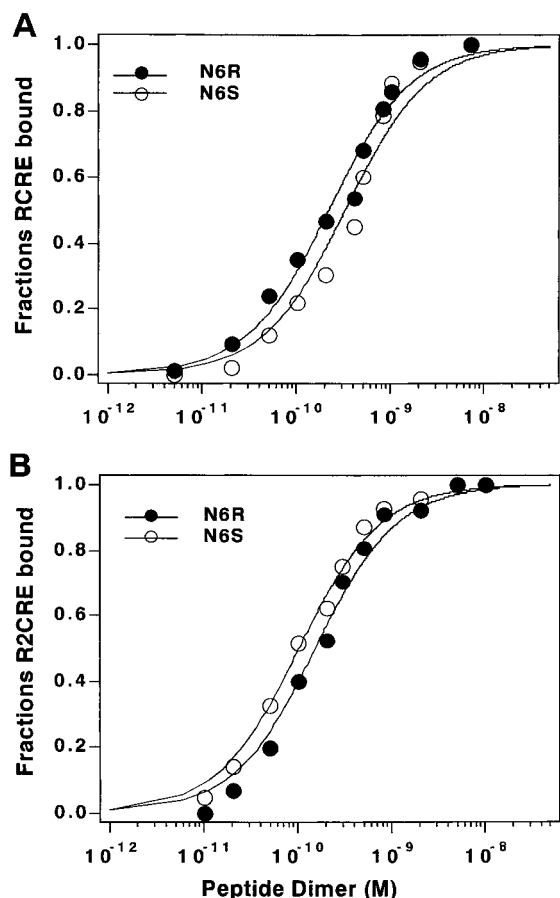 A
Fractions RCRE bound
1.0
0.8
0.6
0.4
0.2
0.0
N6R
N6S
10-12
10-11
10-10
10-9
10-8
B
Fractions R2CRE bound
1.0
0.8
0.6
0.4
0.2
0.0
N6R
N6S
10-12
10-11
10-10
10-9
10-8
Peptide Dimer (M)